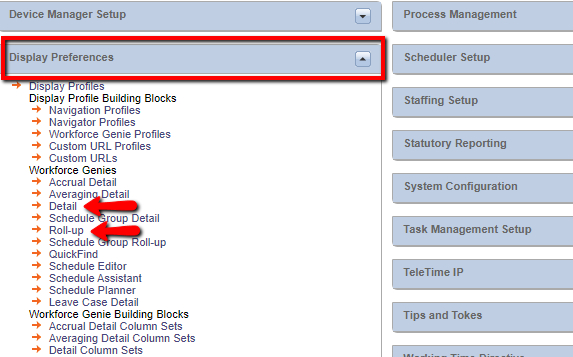 Device Manager Setup
Display Preferences
Display Profiles
Display Profile Building Blocks
Navigation Profiles
Navigator Profiles
Workforce Genie Profiles
Custom URL Profiles
Custom URLs
Workforce Genies
Accrual Detail
Averaging Detail
Detail
Schedule Group Detail
Roll-up
Schedule Group Roll-up
QuickFind
Schedule Editor
Schedule Assistant
Schedule Planner
Leave Case Detail
Workforce Genie Building Blocks
Accrual Detail Column Sets
Averaging Detail Column Sets
Detail Column Sets
Process Management
Scheduler Setup
Staffing Setup
Statutory Reporting
System Configuration
Task Management Setup
TeleTime IP
Tips and Tokes
Working Time Directive